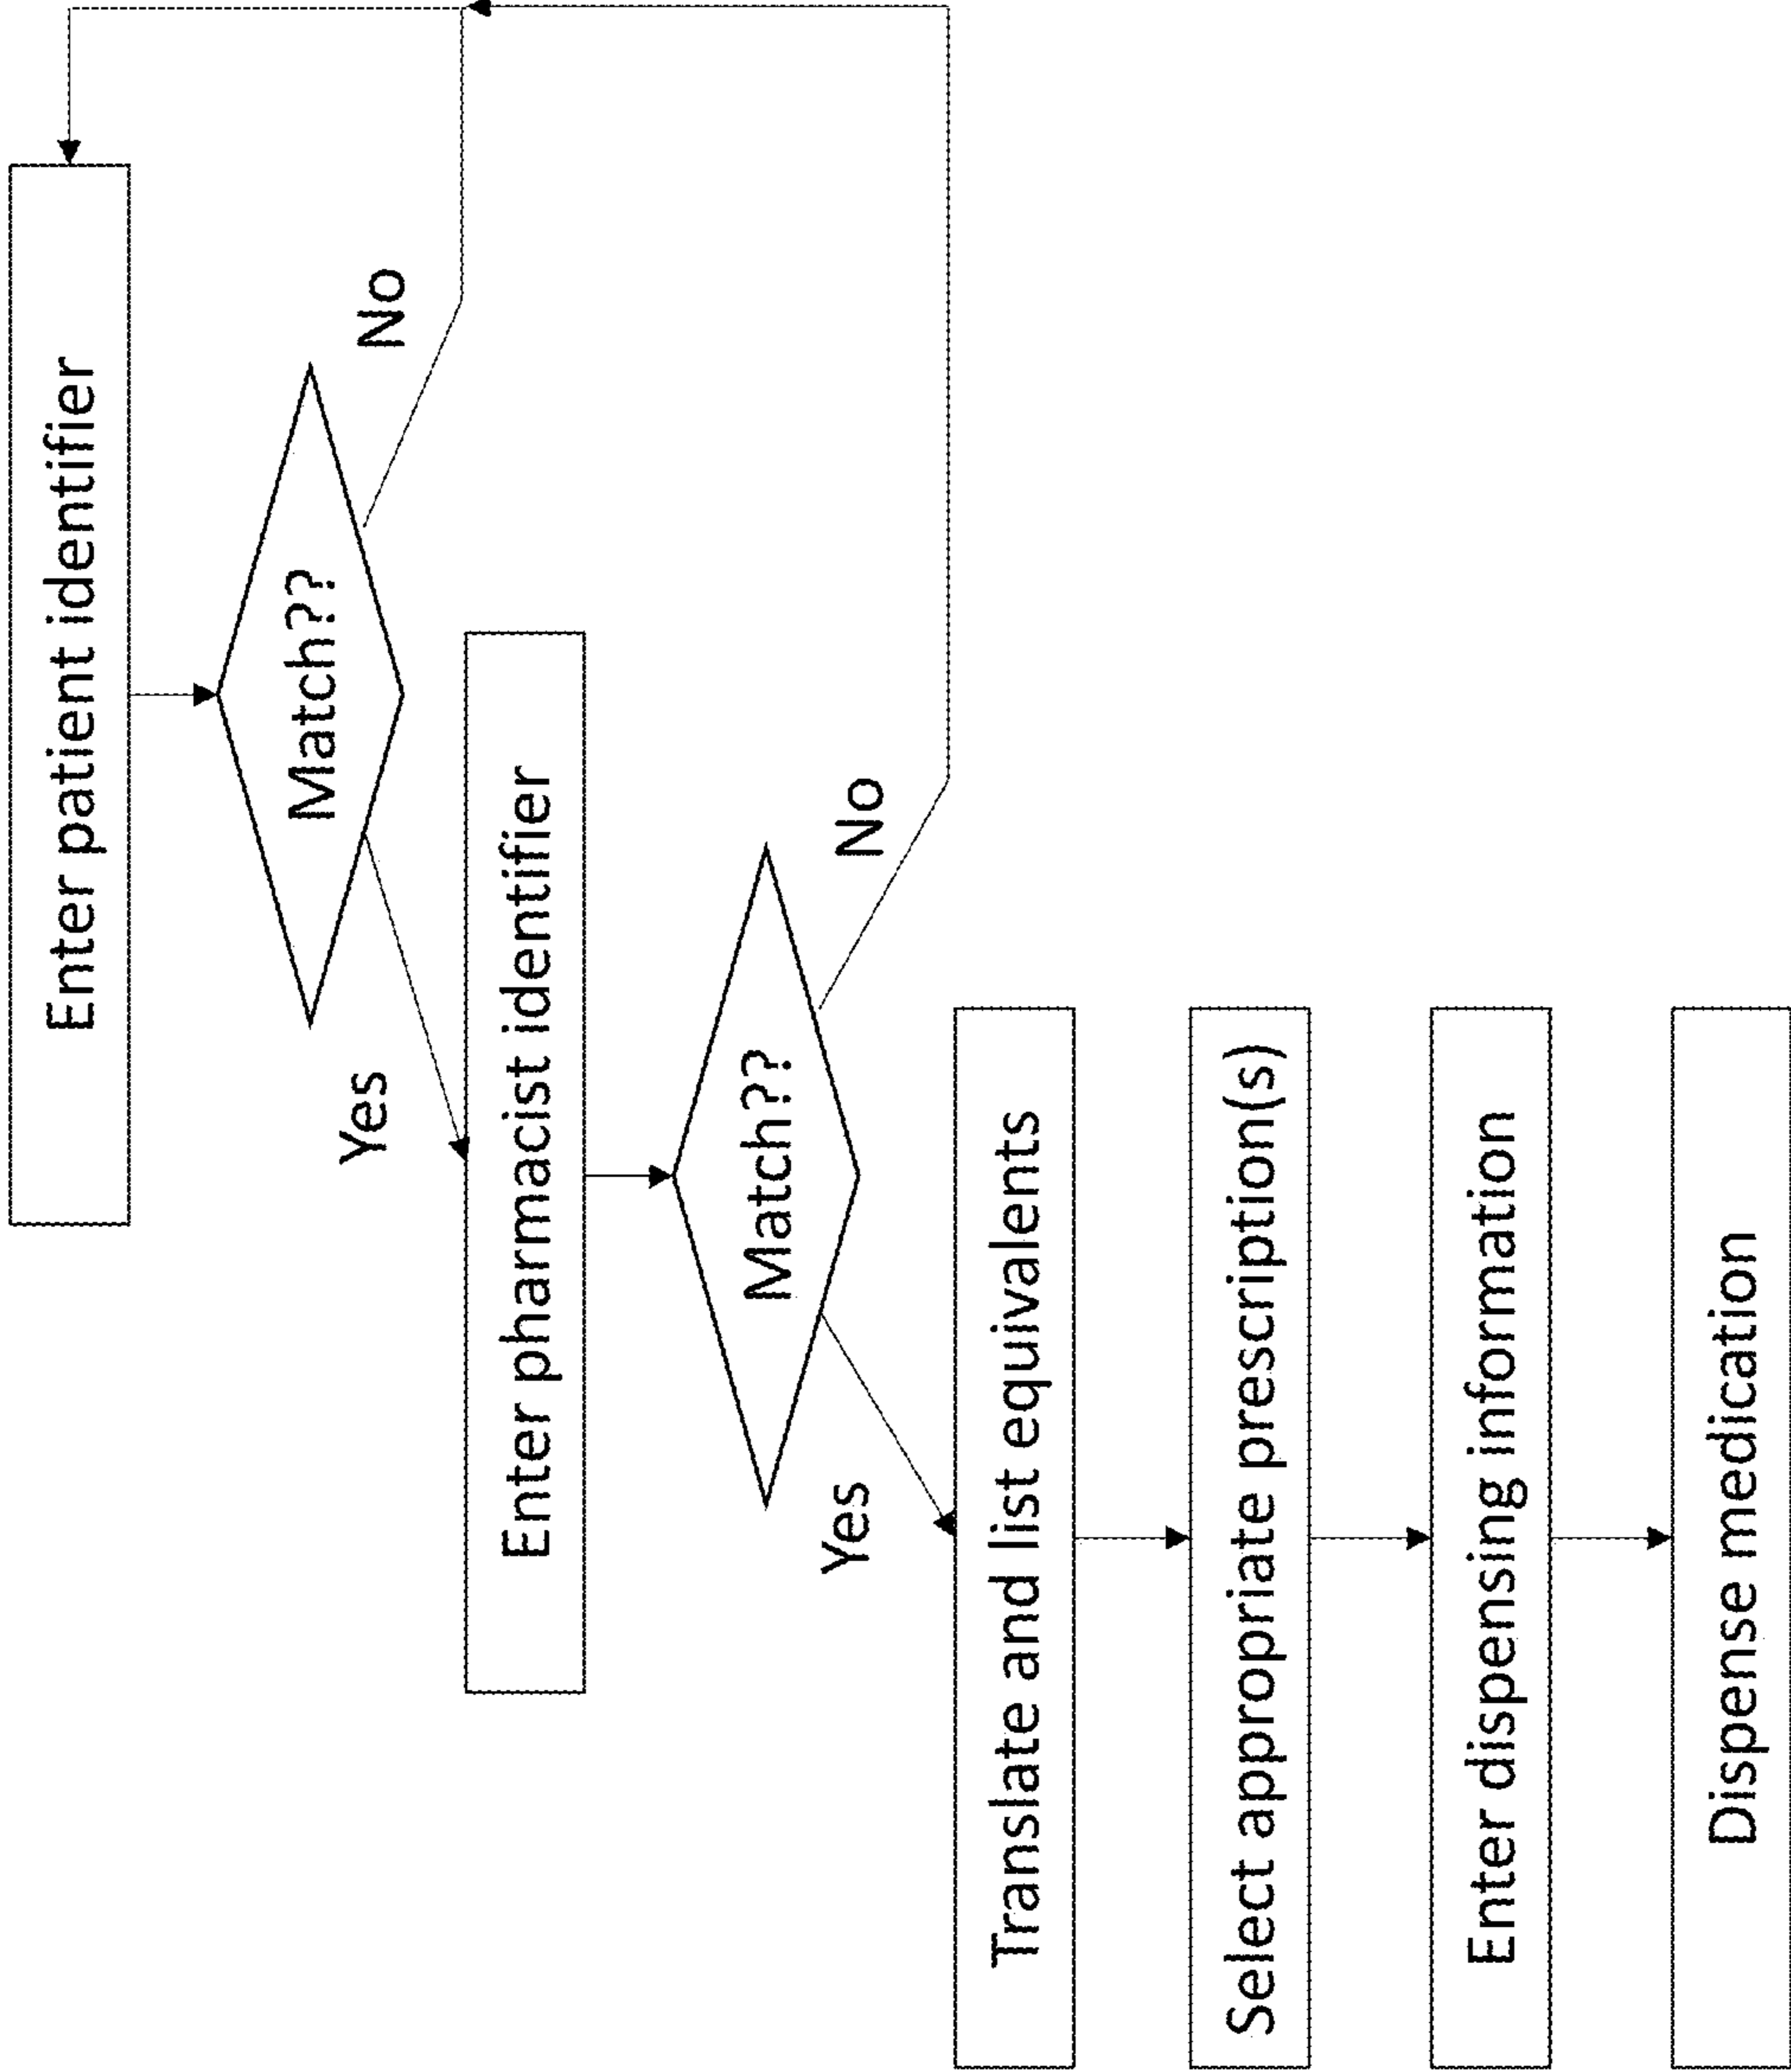 Enter patient identifier
Match??
Yes
No
Enter pharmacist identifier
Match??
Yes
No
Translate and list equivalents
Select appropriate prescription(s)
Enter dispensing information
Dispense medication